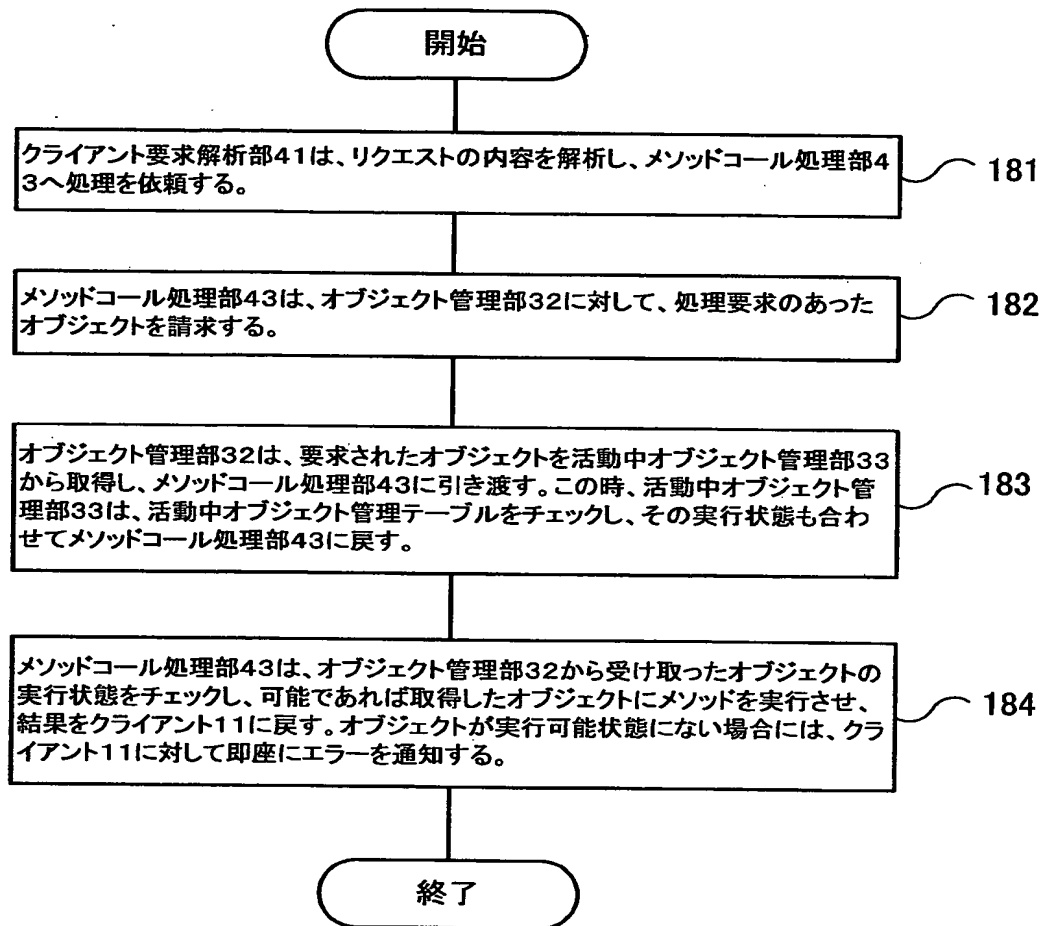 開始
クライアント要求解析部41は、リクエストの内容を解析し、メソッドコール処理部4
3へ処理を依頼する。
181
メソッドコール処理部43は、オブジェクト管理部32に対して、処理要求のあった
オブジェクトを請求する。
182
オブジェクト管理部32は、要求されたオブジェクトを活動中オブジェクト管理部33
から取得し、メソッドコール処理部43に引き渡す。この時、活動中オブジェクト管
理部33は、活動中オブジェクト管理テーブルをチェックし、その実行状態も合わ
せてメソッドコール処理部43に戻す。
183
メソッドコール処理部43は、オブジェクト管理部32から受け取ったオブジェクトの
実行状態をチェックし、可能であれば取得したオブジェクトにメソッドを実行させ、
結果をクライアント11に戻す。オブジェクトが実行可能状態にない場合には、クラ
イアント11に対して即座にエラーを通知する。
184
終了